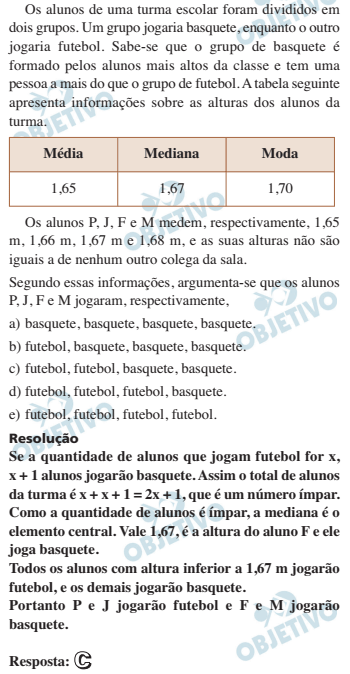 Os alunos de uma turma escolar foram divididos em
dois grupos. Um grupo jogaria basquete, enquanto o outro
jogaria futebol. Sabe-se que o grupo de basquete é
formado pelos alunos mais altos da classe e tem uma
pessoa a mais do que o grupo de futebol. A tabela seguinte
apresenta informações sobre as alturas dos alunos da
turma.
Média Mediana Moda
1,65 1,67 1,70
Os alunos P, J, F e M medem, respectivamente, 1,65
m, 1,66 m, 1,67 m e 1,68 m, e as suas alturas não são
iguais a de nenhum outro colega da sala.
Segundo essas informações, argumenta-se que os alunos
P, J, F e M jogaram, respectivamente,
a) basquete, basquete, basquete, basquete.
b) futebol, basquete, basquete, basquete.
c) futebol, futebol, basquete, basquete.
d) futebol, futebol, futebol, basquete.
e) futebol, futebol, futebol, futebol.
Resolução
Se a quantidade de alunos que jogam futebol for x,
x + 1 alunos jogarão basquete. Assim o total de alunos
da turma é x + x + 1 = 2x + 1, que é um número ímpar.
Como a quantidade de alunos é ímpar, a mediana é o
elemento central. Vale 1,67, é a altura do aluno F e ele
joga basquete.
Todos os alunos com altura inferior a 1,67 m jogarão
futebol, e os demais jogarão basquete.
Portanto P e J jogarão futebol e F e M jogarão
basquete.
Resposta: C
OBJETIVO
OBJETIVO
OBJETIVO
OBJETIVO
OBJETIVO
OBJETIVO
OBJETIVO